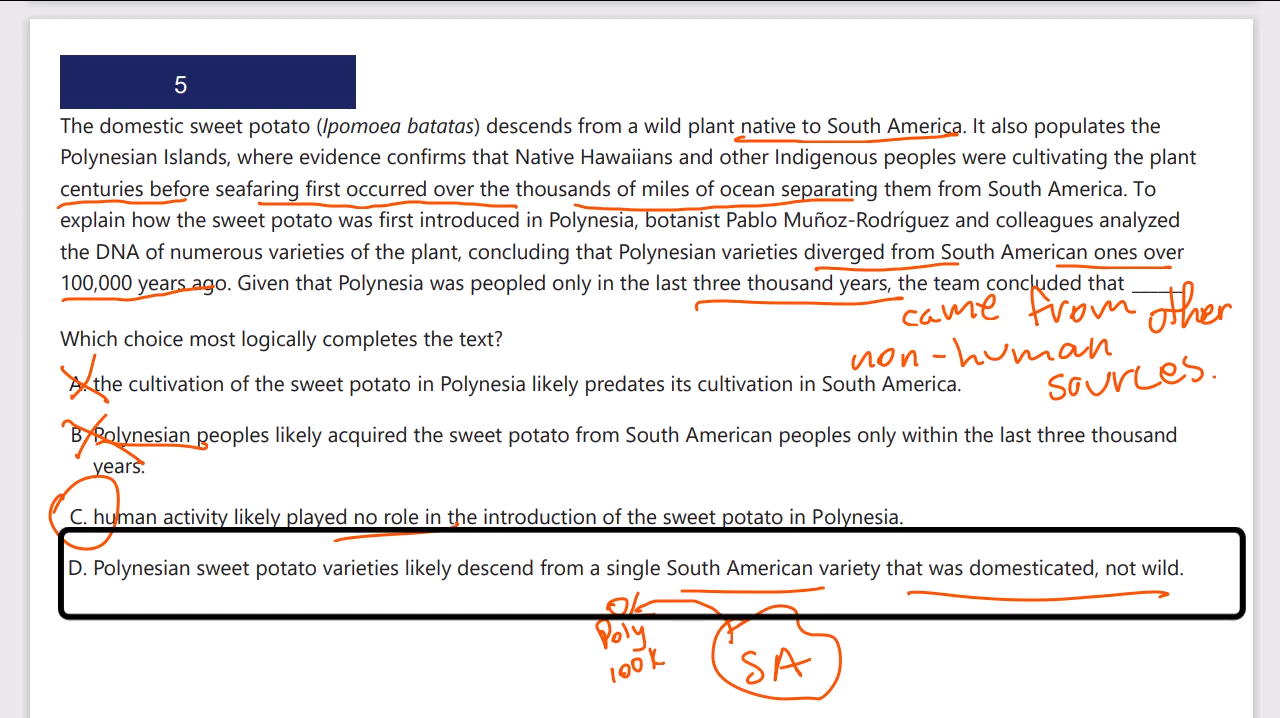 5
The domestic sweet potato (Ipomoea batatas) descends from a wild plant native to South America. It also populates the
Polynesian Islands, where evidence confirms that Native Hawaiians and other Indigenous peoples were cultivating the plant
centuries before seafaring first occurred over the thousands of miles of ocean separating them from South America. To
explain how the sweet potato was first introduced in Polynesia, botanist Pablo Muñoz-Rodríguez and colleagues analyzed
the DNA of numerous varieties of the plant, concluding that Polynesian varieties diverged from South American ones over
100,000 years ago. Given that Polynesia was peopled only in the last three thousand years, the team concluded that _____
came from other
non-human
sources.
Which choice most logically completes the text?
A. the cultivation of the sweet potato in Polynesia likely predates its cultivation in South America.
B. Polynesian peoples likely acquired the sweet potato from South American peoples only within the last three thousand
years.
C. human activity likely played no role in the introduction of the sweet potato in Polynesia.
D. Polynesian sweet potato varieties likely descend from a single South American variety that was domesticated, not wild.
Poly
100K
SA